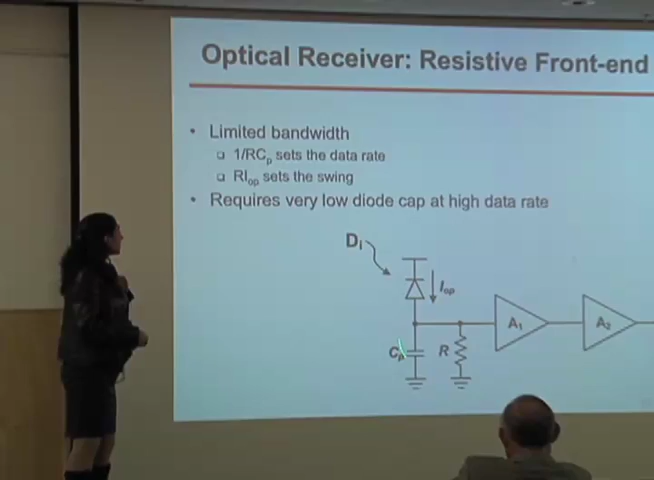 Optical Receiver: Resistive Front-end
• Limited bandwidth
❑ 1/RCp sets the data rate
❑ RIop sets the swing
• Requires very low diode cap at high data rate
Di
Iop
A1 A2
Cp R